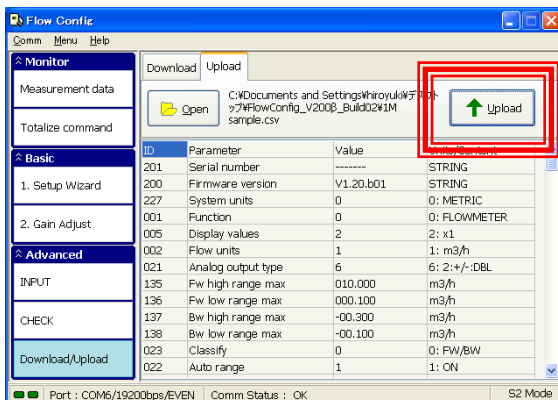 Flow Config
Comm Menu Help
Monitor
Measurement data
Totalize command
Basic
1. Setup Wizard
2. Gain Adjust
Advanced
INPUT
CHECK
Download/Upload
Download Upload
Open
C:¥Documents and Settings¥hiroyuki¥デスクト
ップ¥FlowConfig_V200β_Build02¥1M
sample.csv
Upload
ID Parameter Value Units/Content
201 Serial number ------- STRING
200 Firmware version V1.20.b01 STRING
227 System units 0 0: METRIC
001 Function 0 0: FLOWMETER
005 Display values 2 2: x1
002 Flow units 1 1: m3/h
021 Analog output type 6 6: 2:+/-:DBL
135 Fw high range max 010.000 m3/h
136 Fw low range max 000.100 m3/h
137 Bw high range max -00.300 m3/h
138 Bw low range max -00.100 m3/h
023 Classify 0 0: FW/BW
022 Auto range 1 1: ON
Port : COM6/19200bps/EVEN Comm Status : OK S2 Mode